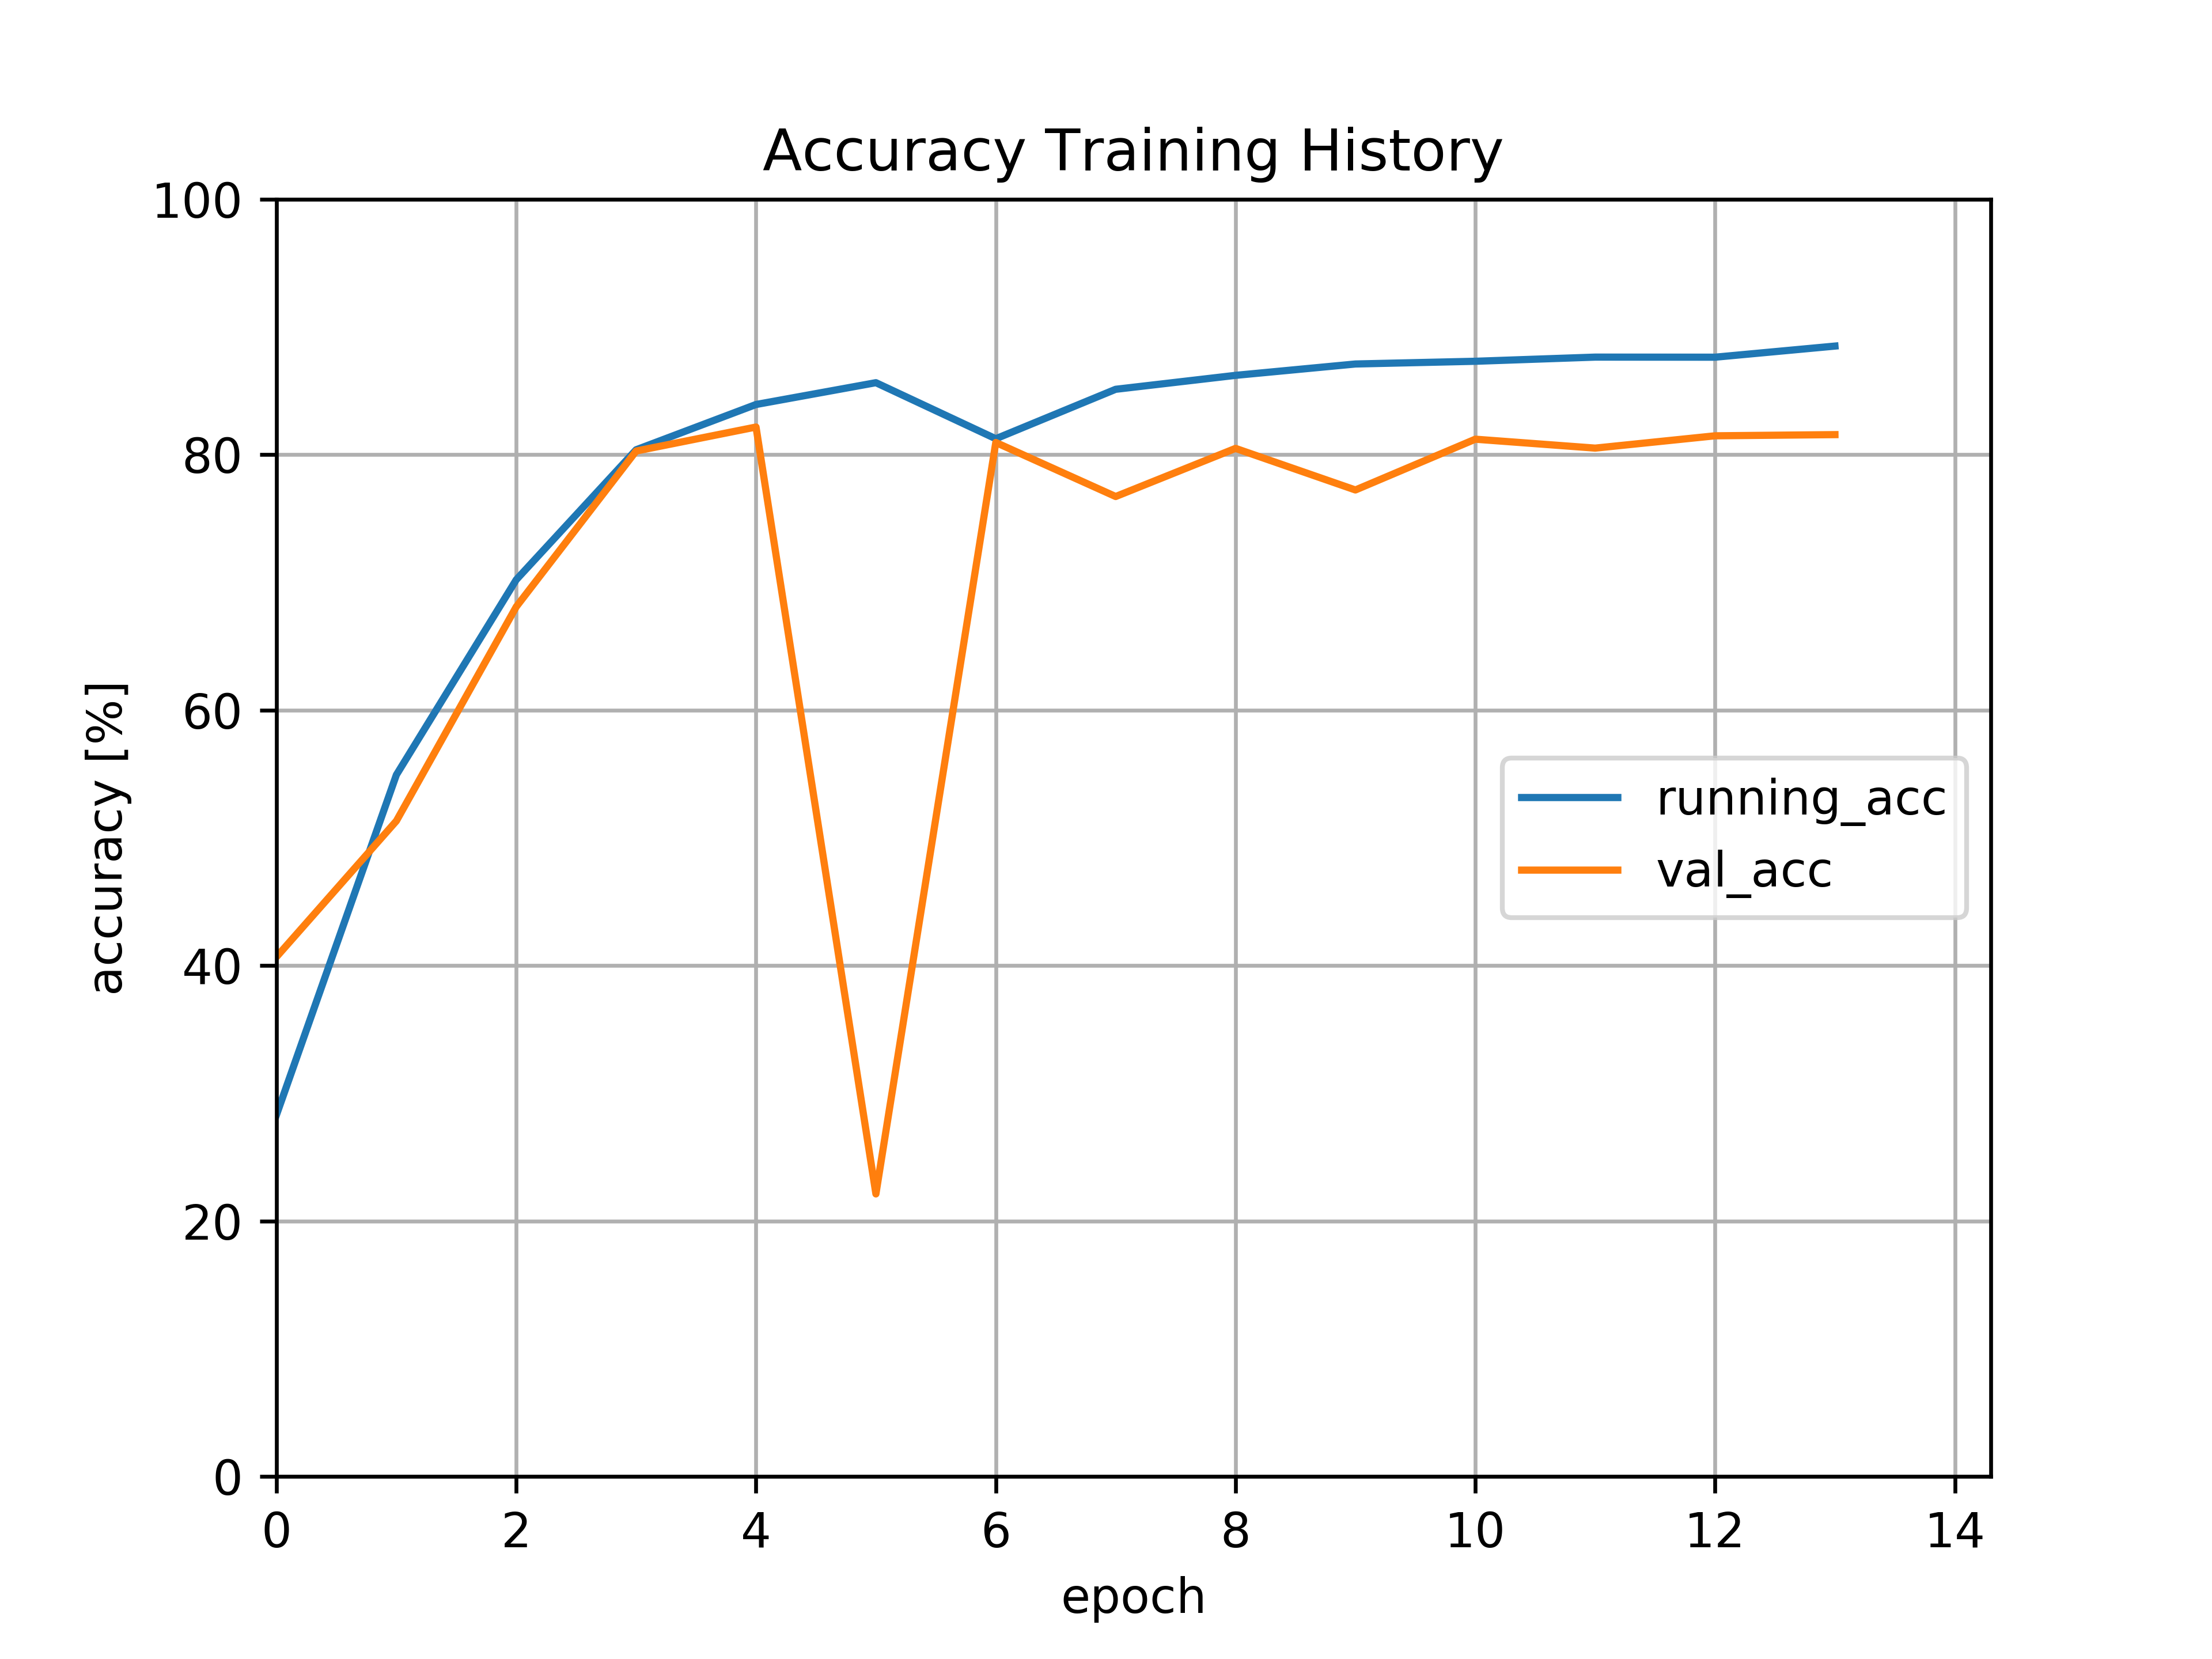 Accuracy Training History
100
80
60
40
20
0
accuracy [%]
running_acc
val_acc
0 2 4 6 8 10 12 14
epoch